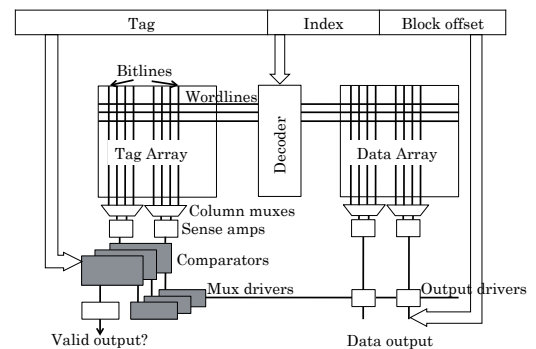 Tag Index Block offset
Bitlines
Wordlines
Decoder
Tag Array
Data Array
Column muxes
Sense amps
Comparators
Mux drivers
Output drivers
Valid output?
Data output